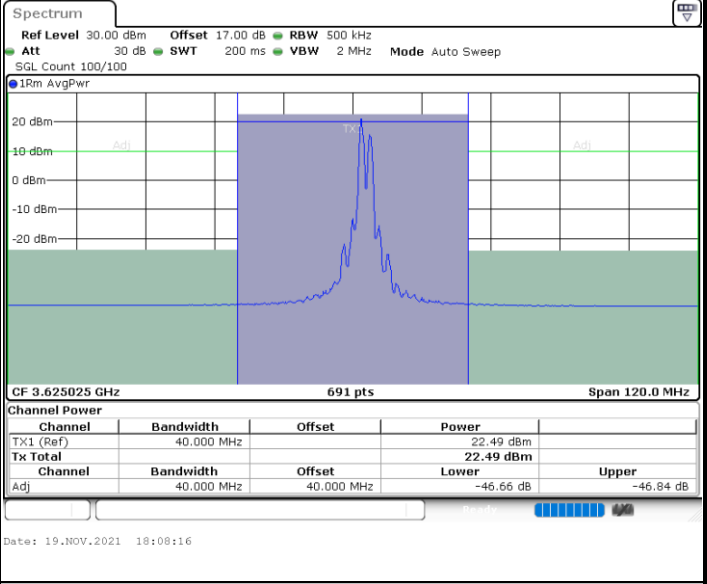 Spectrum
Ref Level 30.00 dBm Offset 17.00 dB RBW 500 kHz
Att 30 dB SWT 200 ms VBW 2 MHz Mode Auto Sweep
SGL Count 100/100
1Rm AvgPwr
20 dBm
TX
Adj
Adj
10 dBm
0 dBm
-10 dBm
-20 dBm
CF 3.625025 GHz 691 pts Span 120.0 MHz
Channel Power
Channel Bandwidth Offset Power
TX1 (Ref) 40.000 MHz 22.49 dBm
Tx Total 22.49 dBm
Channel Bandwidth Offset Lower Upper
Adj 40.000 MHz 40.000 MHz -46.66 dB -46.84 dB
Ready
Date: 19.NOV.2021 18:08:16